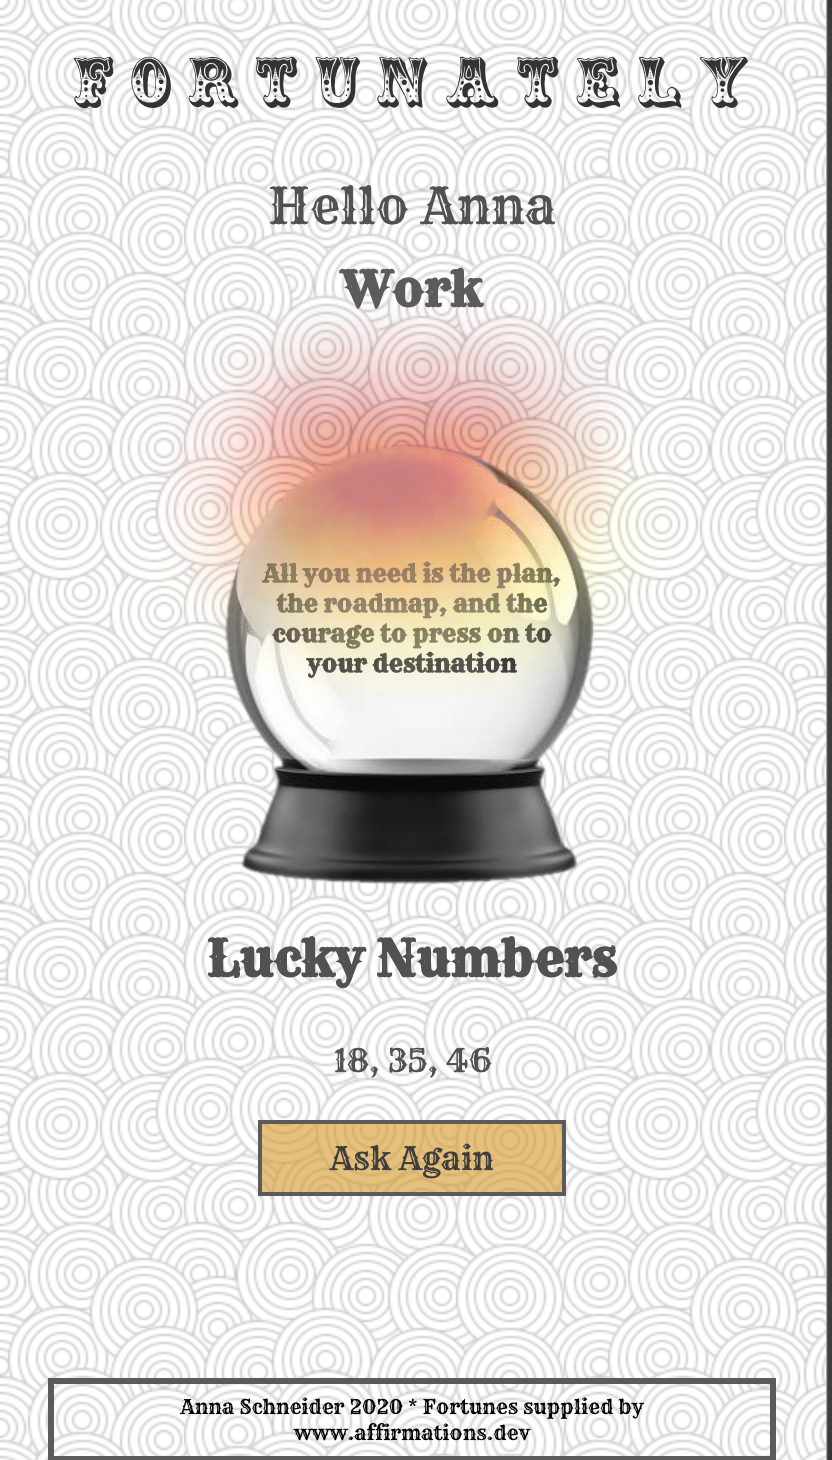 FORTUNATELY
Hello Anna
Work
All you need is the plan,
the roadmap, and the
courage to press on to
your destination
Lucky Numbers
18, 35, 46
Ask Again
Anna Schneider 2020 * Fortunes supplied by
www.affirmations.dev